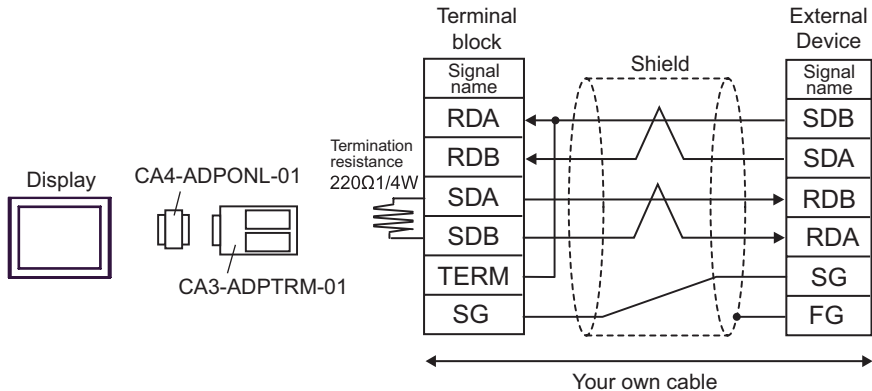 Terminal
block
External
Device
Shield
Signal
name
Signal
name
RDA
SDB
RDB
SDA
Termination
resistance
220Ω1/4W
SDA
RDB
SDB
RDA
TERM
SG
SG
FG
Display
CA4-ADPONL-01
CA3-ADPTRM-01
Your own cable